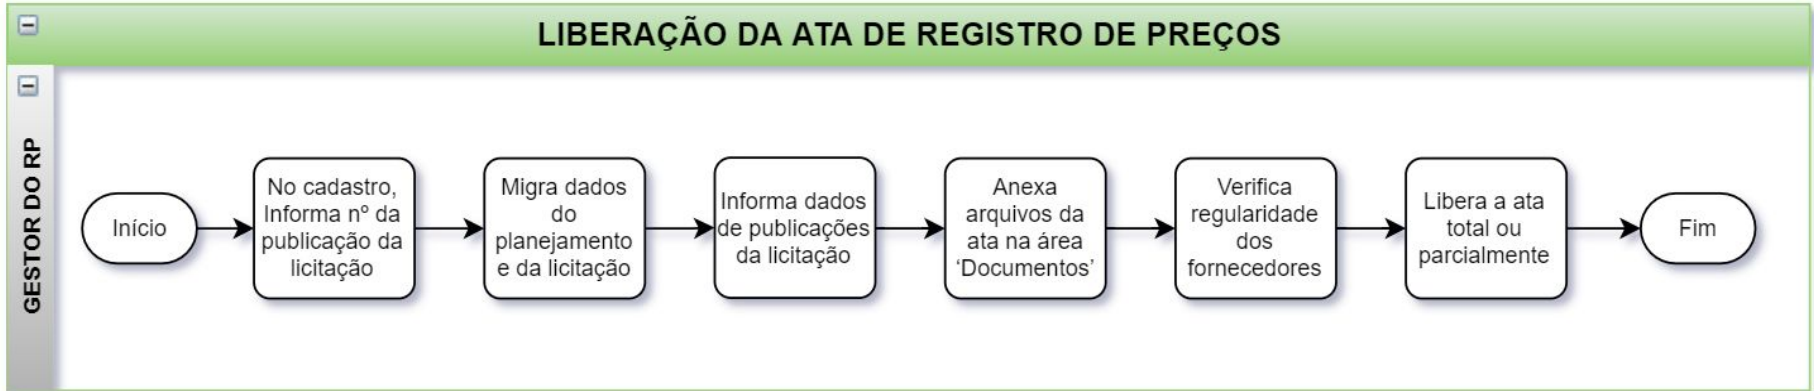 LIBERAÇÃO DA ATA DE REGISTRO DE PREÇOS
GESTOR DO RP
Início
No cadastro,
Informa nº da
publicação da
licitação
Migra dados
do
planejamento
e da licitação
Informa dados
de publicações
da licitação
Anexa
arquivos da
ata na área
‘Documentos’
Verifica
regularidade
dos
fornecedores
Libera a ata
total ou
parcialmente
Fim